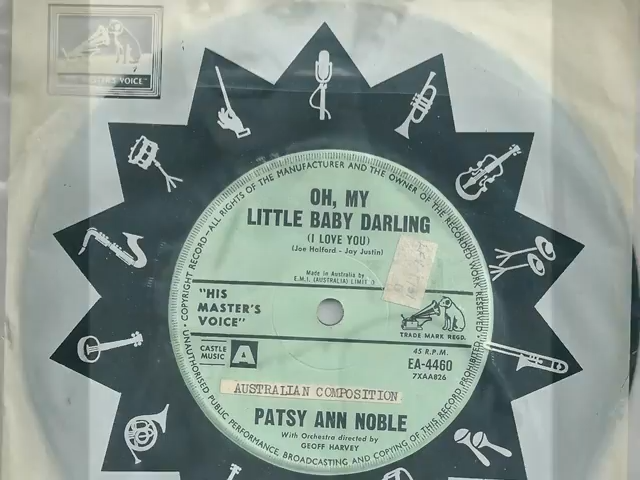 "HIS MASTER'S VOICE"
UNAUTHORISED PUBLIC PERFORMANCE, BROADCASTING AND COPYING OF THIS RECORD PROHIBITED • COPYRIGHT RECORD—ALL RIGHTS OF THE MANUFACTURER AND THE OWNER OF THE RECORDED WORK RESERVED
OH, MY
LITTLE BABY DARLING
(I LOVE YOU)
(Joe Halford - Jay Justin)
Made in Australia by
E.M.I. (AUSTRALIA) LIMIT
"HIS
MASTER'S
VOICE"
TRADE MARK REGD.
CASTLE
MUSIC
A
45 R.P.M.
EA-4460
7XAA826
AUSTRALIAN COMPOSITION
PATSY ANN NOBLE
With Orchestra directed by
GEOFF HARVEY